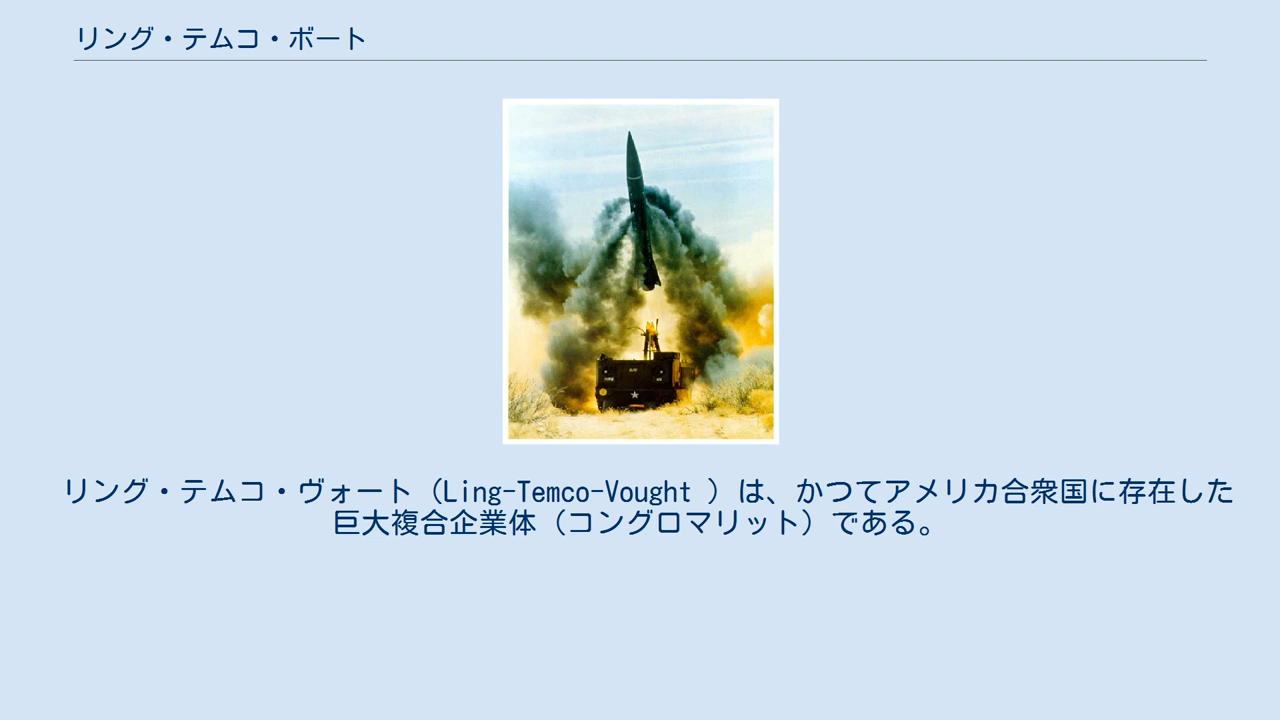 リング・テムコ・ボート
リング・テムコ・ヴォート（Ling-Temco-Vought ）は、かつてアメリカ合衆国に存在した
巨大複合企業体（コングロマリット）である。